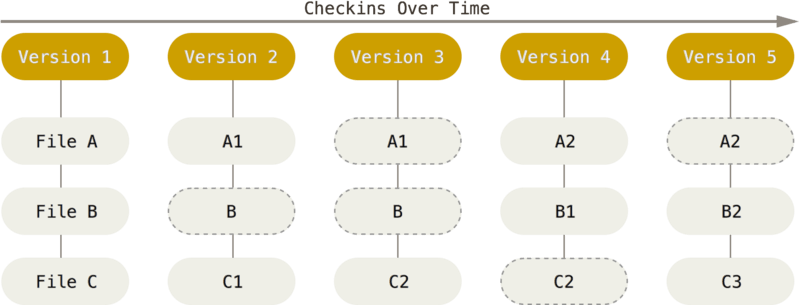 Checkins Over Time
Version 1 Version 2 Version 3 Version 4 Version 5
File A A1 A1 A2 A2
File B B B B1 B2
File C C1 C2 C2 C3